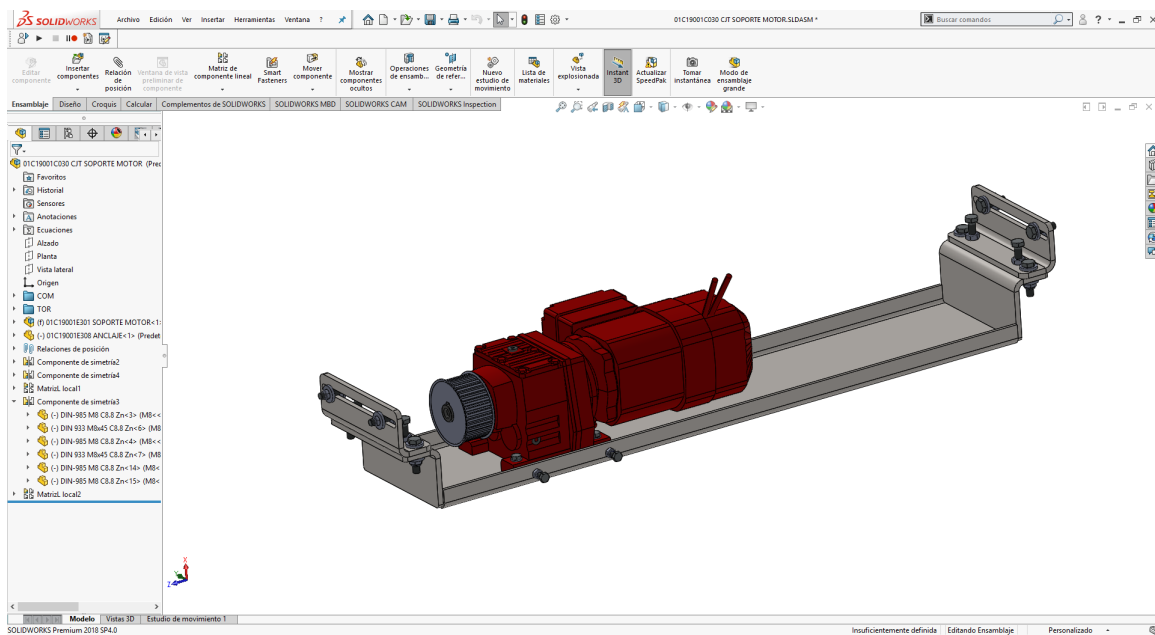 SOLIDWORKS
Archivo Edición Ver Insertar Herramientas Ventana ?
01C19001C030 CJT SOPORTE MOTOR.SLDASM *
Buscar comandos
Editar componente
Insertar componentes
Relación de posición
Ventana de vista preliminar de componente
Matriz de componente lineal
Smart Fasteners
Mover componente
Mostrar componentes ocultos
Operaciones de ensamb...
Geometría de refer...
Nuevo estudio de movimiento
Lista de materiales
Vista explosionada
Instant 3D
Actualizar SpeedPak
Tomar instantánea
Modo de ensamblaje grande
Ensamblaje Diseño Croquis Calcular Complementos de SOLIDWORKS SOLIDWORKS MBD SOLIDWORKS CAM SOLIDWORKS Inspection
01C19001C030 CJT SOPORTE MOTOR (Prec
Favoritos
Historial
Sensores
Anotaciones
Ecuaciones
Alzado
Planta
Vista lateral
Origen
COM
TOR
(f) 01C19001E301 SOPORTE MOTOR<1>
(-) 01C19001E308 ANCLAJE<1> (Predet
Relaciones de posición
Componente de simetría2
Componente de simetría4
MatrizL local1
Componente de simetría3
(-) DIN-985 M8 C8.8 Zn<3> (M8<<
(-) DIN 933 M8x45 C8.8 Zn<6> (M8
(-) DIN-985 M8 C8.8 Zn<4> (M8<<
(-) DIN 933 M8x45 C8.8 Zn<7> (M8
(-) DIN-985 M8 C8.8 Zn<14> (M8<
(-) DIN-985 M8 C8.8 Zn<15> (M8<
MatrizL local2
X
Y
Z
Modelo Vistas 3D Estudio de movimiento 1
SOLIDWORKS Premium 2018 SP4.0
Insuficientemente definida Editando Ensamblaje Personalizado